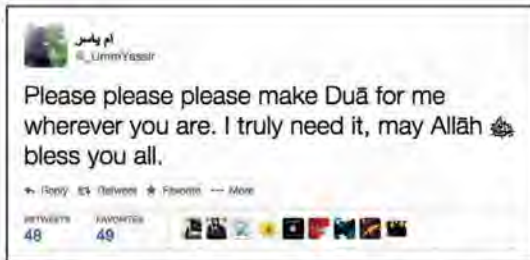 ام ياسر
@_UmmYassir
Please please please make Duā for me
wherever you are. I truly need it, may Allāh ﷻ
bless you all.
Reply Retweet Favorite More
RETWEETS FAVORITES
48 49